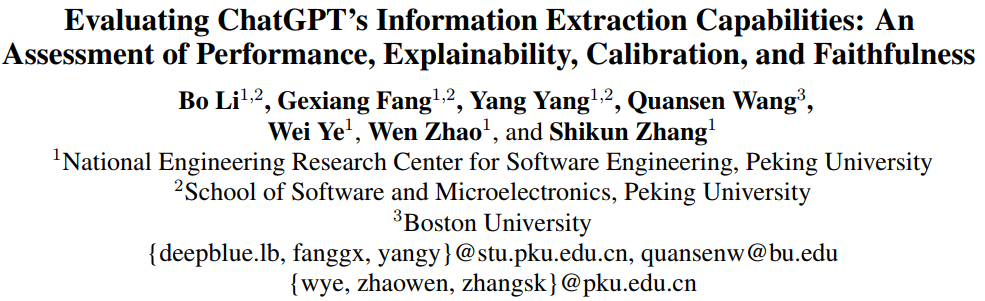 Evaluating ChatGPT's Information Extraction Capabilities: An
Assessment of Performance, Explainability, Calibration, and Faithfulness
Bo Li1,2, Gexiang Fang1,2, Yang Yang1,2, Quansen Wang3,
Wei Ye1, Wen Zhao1, and Shikun Zhang1
1National Engineering Research Center for Software Engineering, Peking University
2School of Software and Microelectronics, Peking University
3Boston University
{deepblue.lb, fanggx, yangy}@stu.pku.edu.cn, quansenw@bu.edu
{wye, zhaowen, zhangsk}@pku.edu.cn